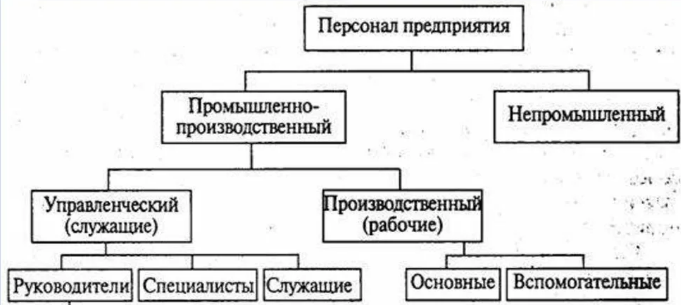 Персонал предприятия
Промышленно-
производственный
Непромышленный
Управленческий
(служащие)
Производственный
(рабочие)
Руководители
Специалисты
Служащие
Основные
Вспомогательные